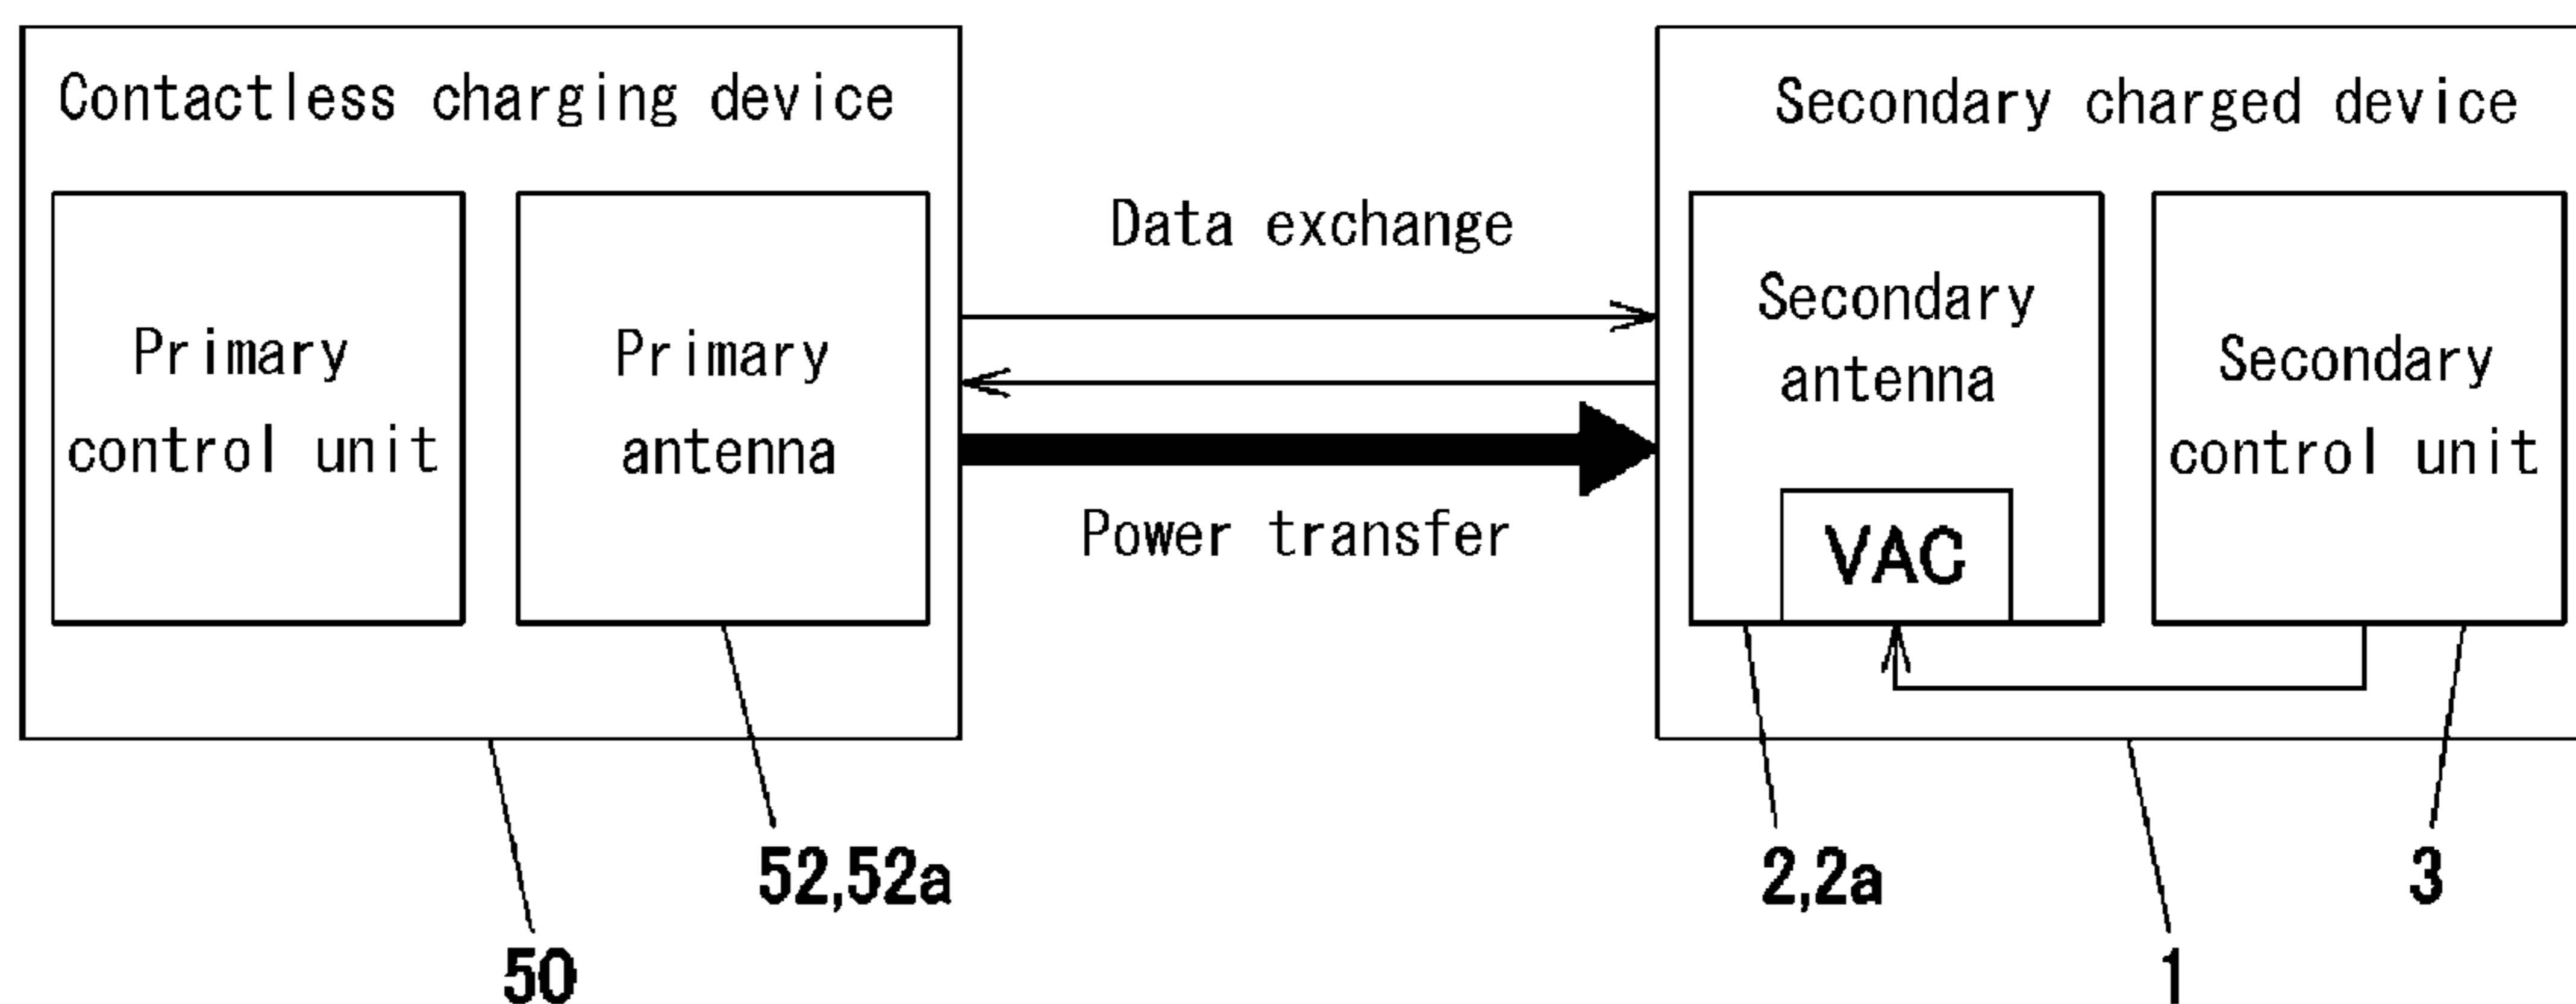 Contactless charging device
Primary
control unit
Primary
antenna
Data exchange
Power transfer
Secondary charged device
Secondary
antenna
VAC
Secondary
control unit
52,52a
50
2,2a
3
1